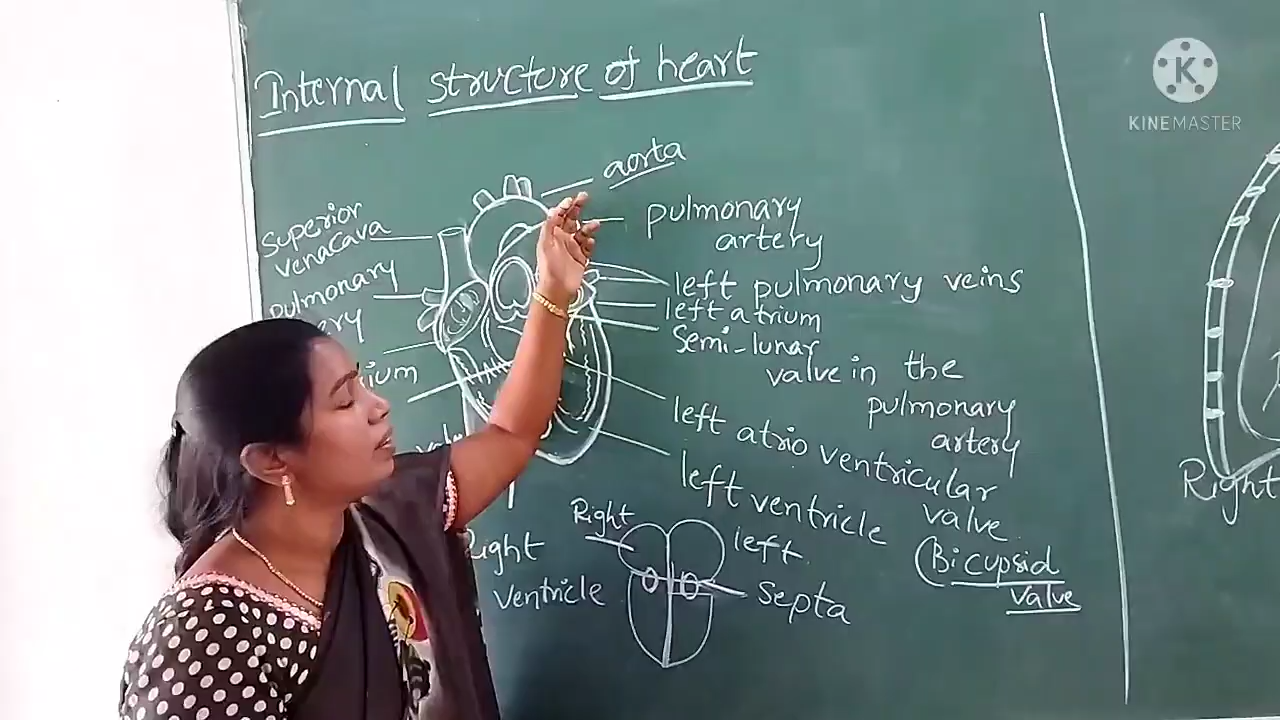 Internal structure of heart
aorta
superior
venacava
pulmonary
artery
pulmonary
left pulmonary veins
left atrium
semi-lunar
valve in the
pulmonary
artery
left atrio ventricular
valve
(Bicupsid
valve
left ventricle
Right
ventricle
Right
left
septa
Right
KINEMASTER